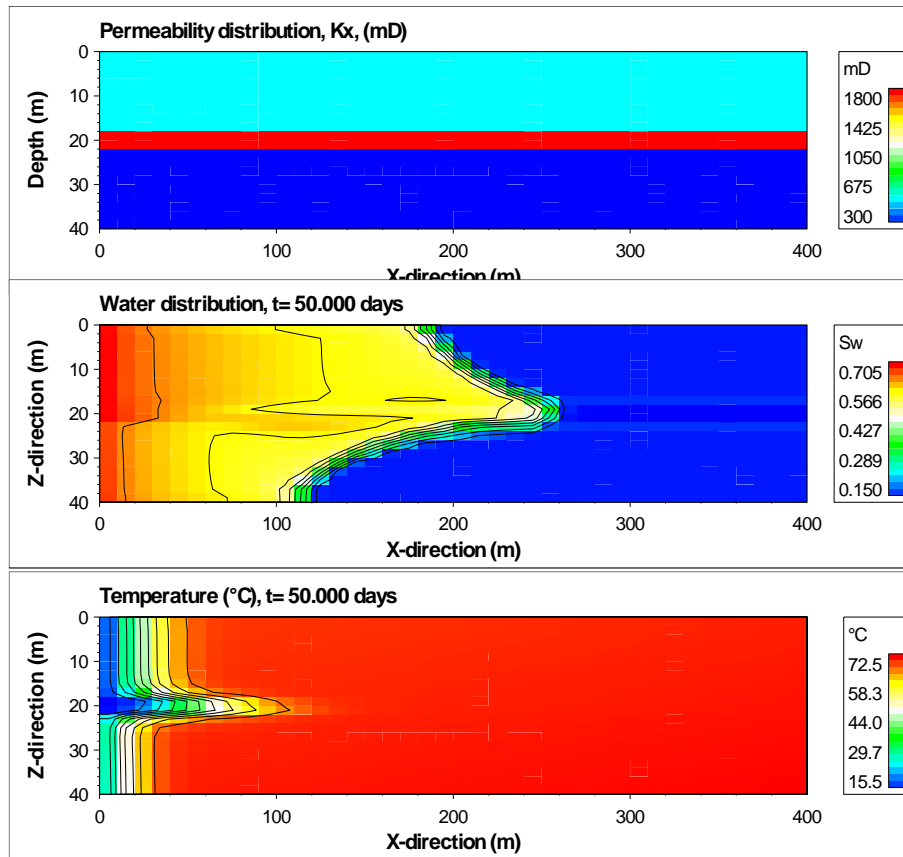 Permeability distribution, Kx, (mD)
Depth (m)
0
10
20
30
40
0 100 200 300 400
X-direction (m)
mD
1800
1425
1050
675
300
Water distribution, t= 50.000 days
Z-direction (m)
0
10
20
30
40
0 100 200 300 400
X-direction (m)
Sw
0.705
0.566
0.427
0.289
0.150
Temperature (°C), t= 50.000 days
Z-direction (m)
0
10
20
30
40
0 100 200 300 400
X-direction (m)
°C
72.5
58.3
44.0
29.7
15.5